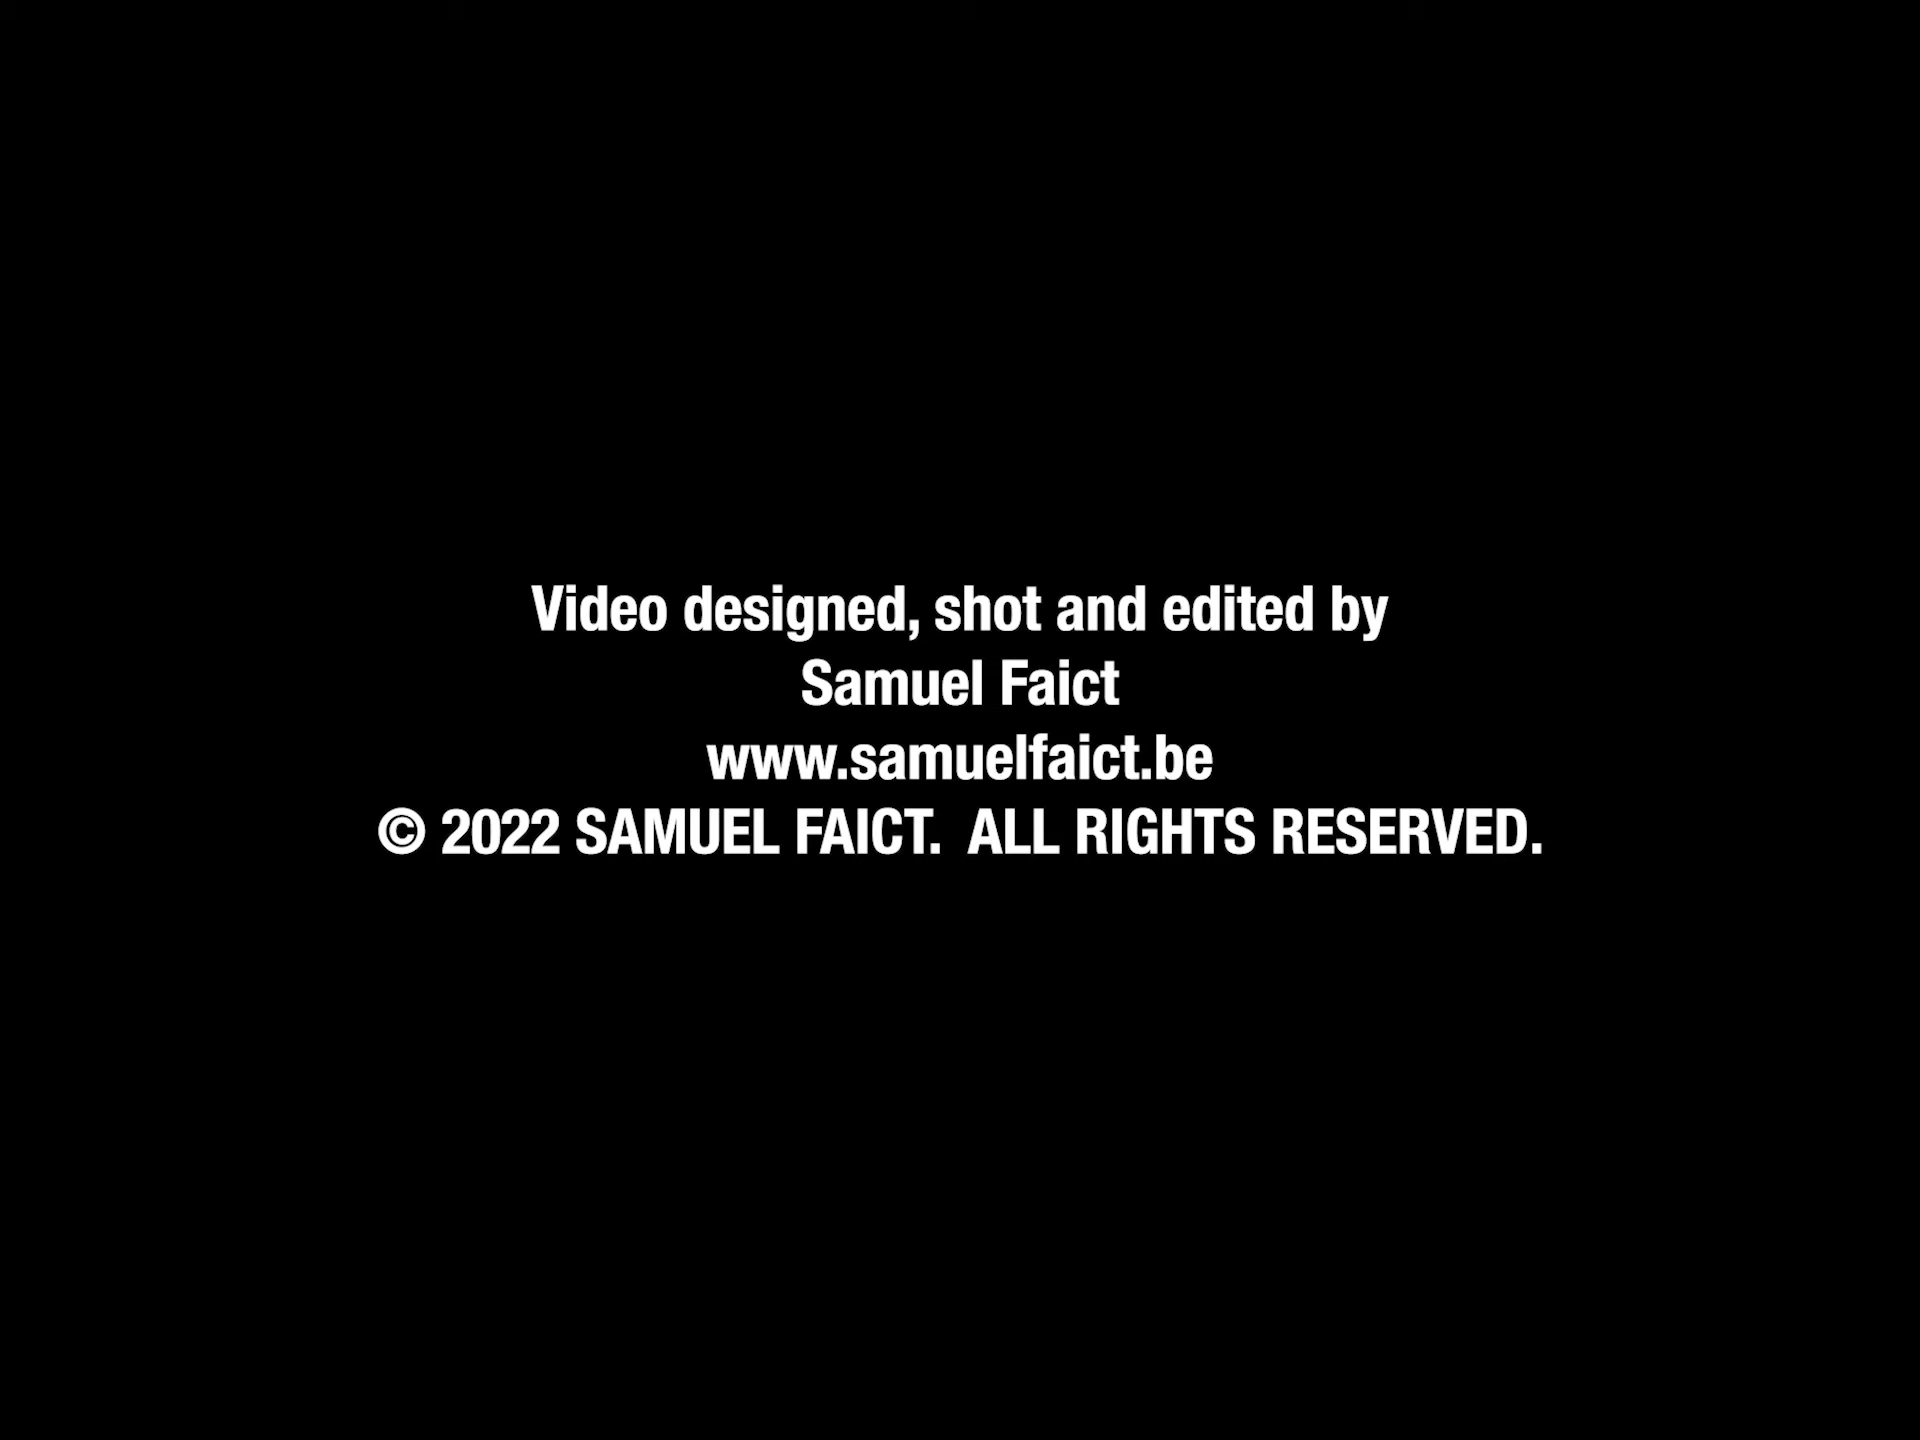 Video designed, shot and edited by
Samuel Faict
www.samuelfaict.be
© 2022 SAMUEL FAICT.  ALL RIGHTS RESERVED.